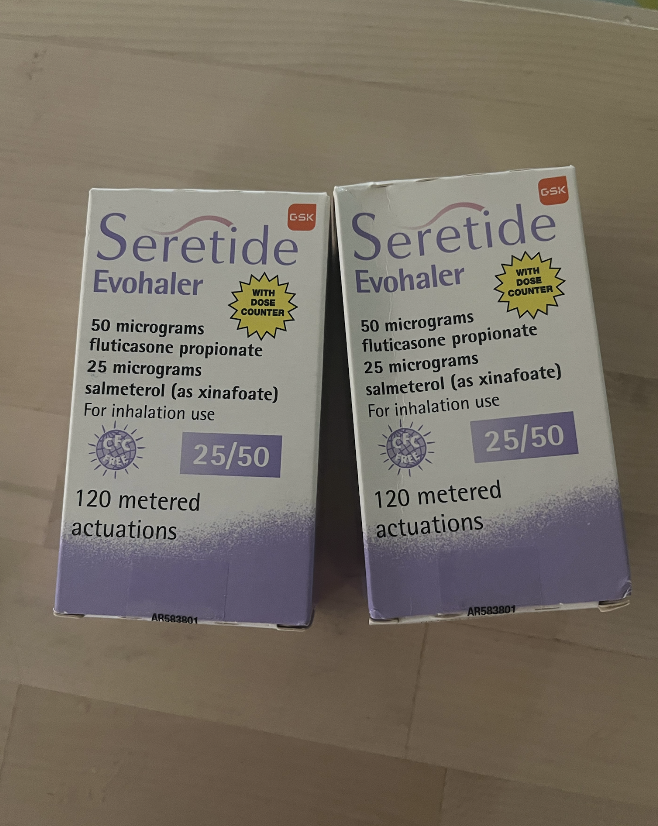 GSK
Seretide
Evohaler
WITH
DOSE
COUNTER
50 micrograms
fluticasone propionate
25 micrograms
salmeterol (as xinafoate)
For inhalation use
CFC
FREE
25/50
120 metered
actuations
AR583801
GSK
Seretide
Evohaler
WITH
DOSE
COUNTER
50 micrograms
fluticasone propionate
25 micrograms
salmeterol (as xinafoate)
For inhalation use
CFC
FREE
25/50
120 metered
actuations
AR583801